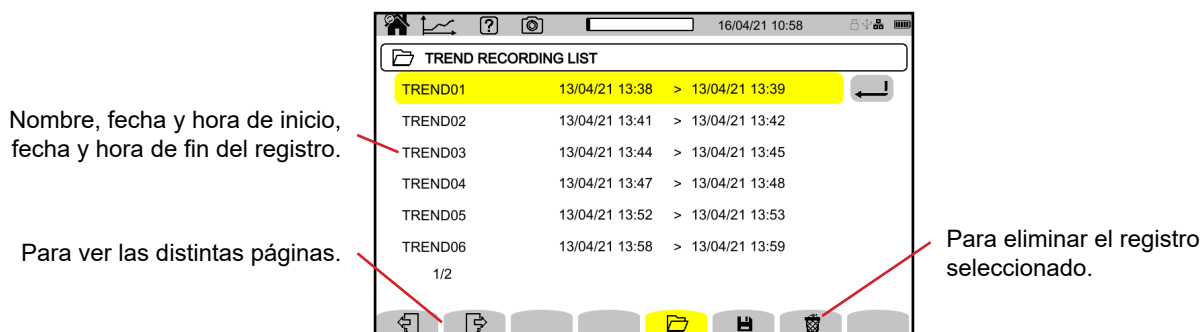 16/04/21 10:58
TREND RECORDING LIST
TREND01 13/04/21 13:38 > 13/04/21 13:39
TREND02 13/04/21 13:41 > 13/04/21 13:42
TREND03 13/04/21 13:44 > 13/04/21 13:45
TREND04 13/04/21 13:47 > 13/04/21 13:48
TREND05 13/04/21 13:52 > 13/04/21 13:53
TREND06 13/04/21 13:58 > 13/04/21 13:59
1/2
Nombre, fecha y hora de inicio,
fecha y hora de fin del registro.
Para ver las distintas páginas.
Para eliminar el registro
seleccionado.